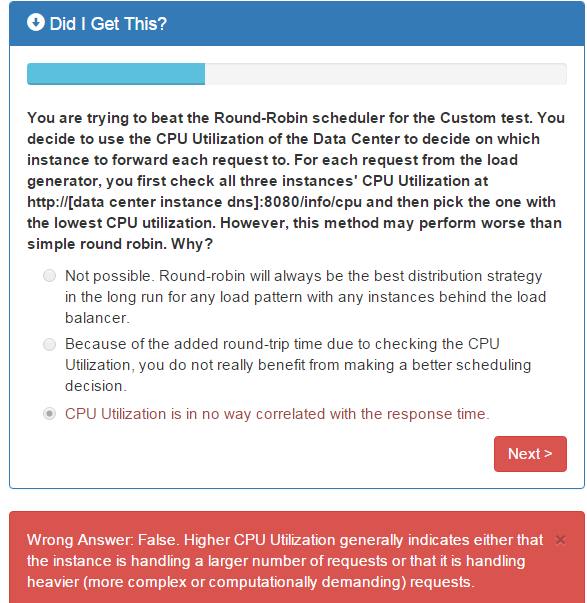 Did I Get This?
You are trying to beat the Round-Robin scheduler for the Custom test. You
decide to use the CPU Utilization of the Data Center to decide on which
instance to forward each request to. For each request from the load
generator, you first check all three instances' CPU Utilization at
http://[data center instance dns]:8080/info/cpu and then pick the one with
the lowest CPU utilization. However, this method may perform worse than
simple round robin. Why?
Not possible. Round-robin will always be the best distribution strategy
in the long run for any load pattern with any instances behind the load
balancer.
Because of the added round-trip time due to checking the CPU
Utilization, you do not really benefit from making a better scheduling
decision.
CPU Utilization is in no way correlated with the response time.
Next >
Wrong Answer: False. Higher CPU Utilization generally indicates either that ×
the instance is handling a larger number of requests or that it is handling
heavier (more complex or computationally demanding) requests.